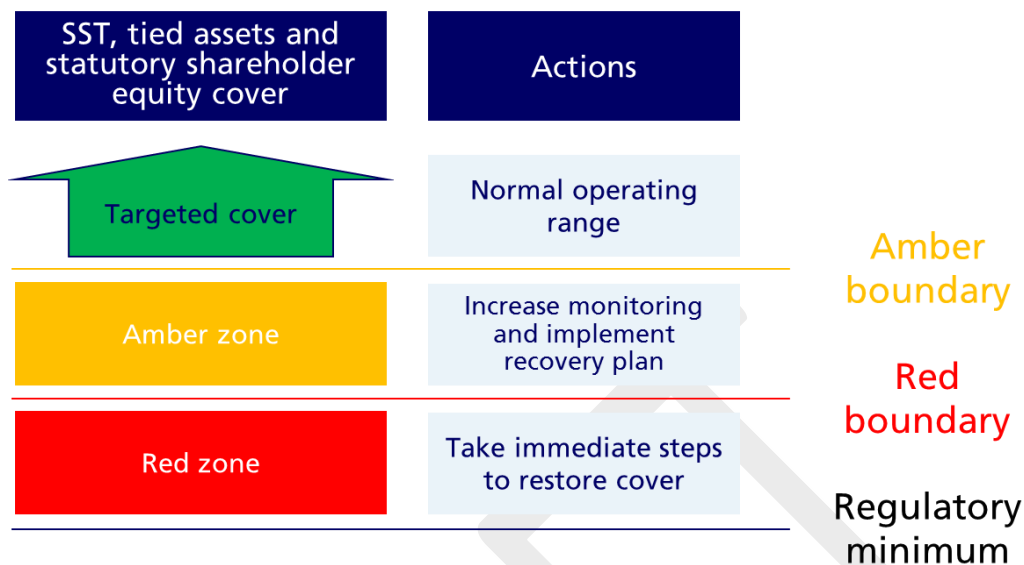 SST, tied assets and
statutory shareholder
equity cover
Actions
Targeted cover
Normal operating
range
Amber
boundary
Amber zone
Increase monitoring
and implement
recovery plan
Red
boundary
Red zone
Take immediate steps
to restore cover
Regulatory
minimum